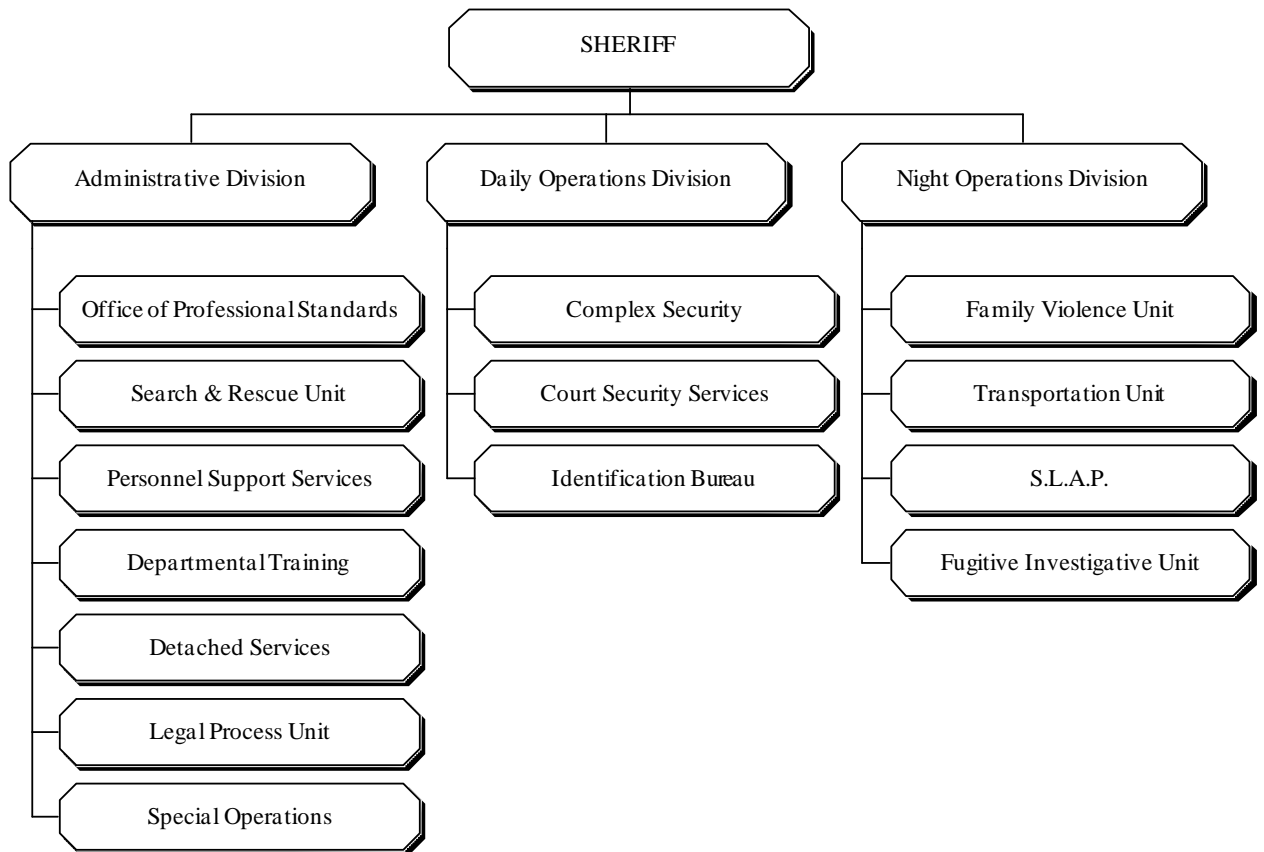 SHERIFF
Administrative Division
Office of Professional Standards
Search & Rescue Unit
Personnel Support Services
Departmental Training
Detached Services
Legal Process Unit
Special Operations
Daily Operations Division
Complex Security
Court Security Services
Identification Bureau
Night Operations Division
Family Violence Unit
Transportation Unit
S.L.A.P.
Fugitive Investigative Unit